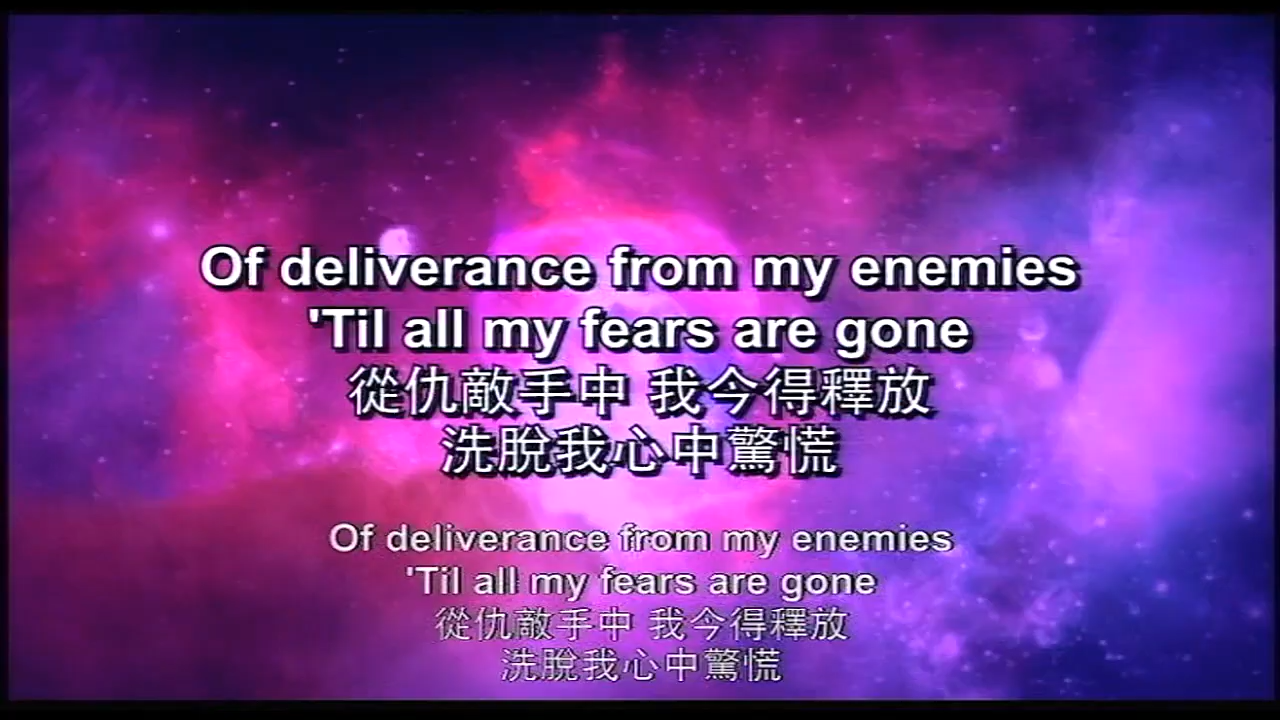 Of deliverance from my enemies
'Til all my fears are gone
從仇敵手中 我今得釋放
洗脫我心中驚慌
Of deliverance from my enemies
'Til all my fears are gone
從仇敵手中 我今得釋放
洗脫我心中驚慌